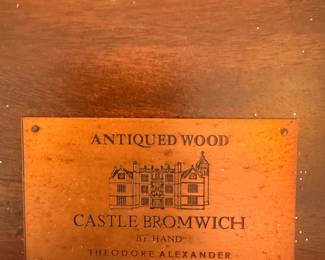 ANTIQUED WOOD
CASTLE BROMWICH
BY HAND
THEODORE ALEXANDER